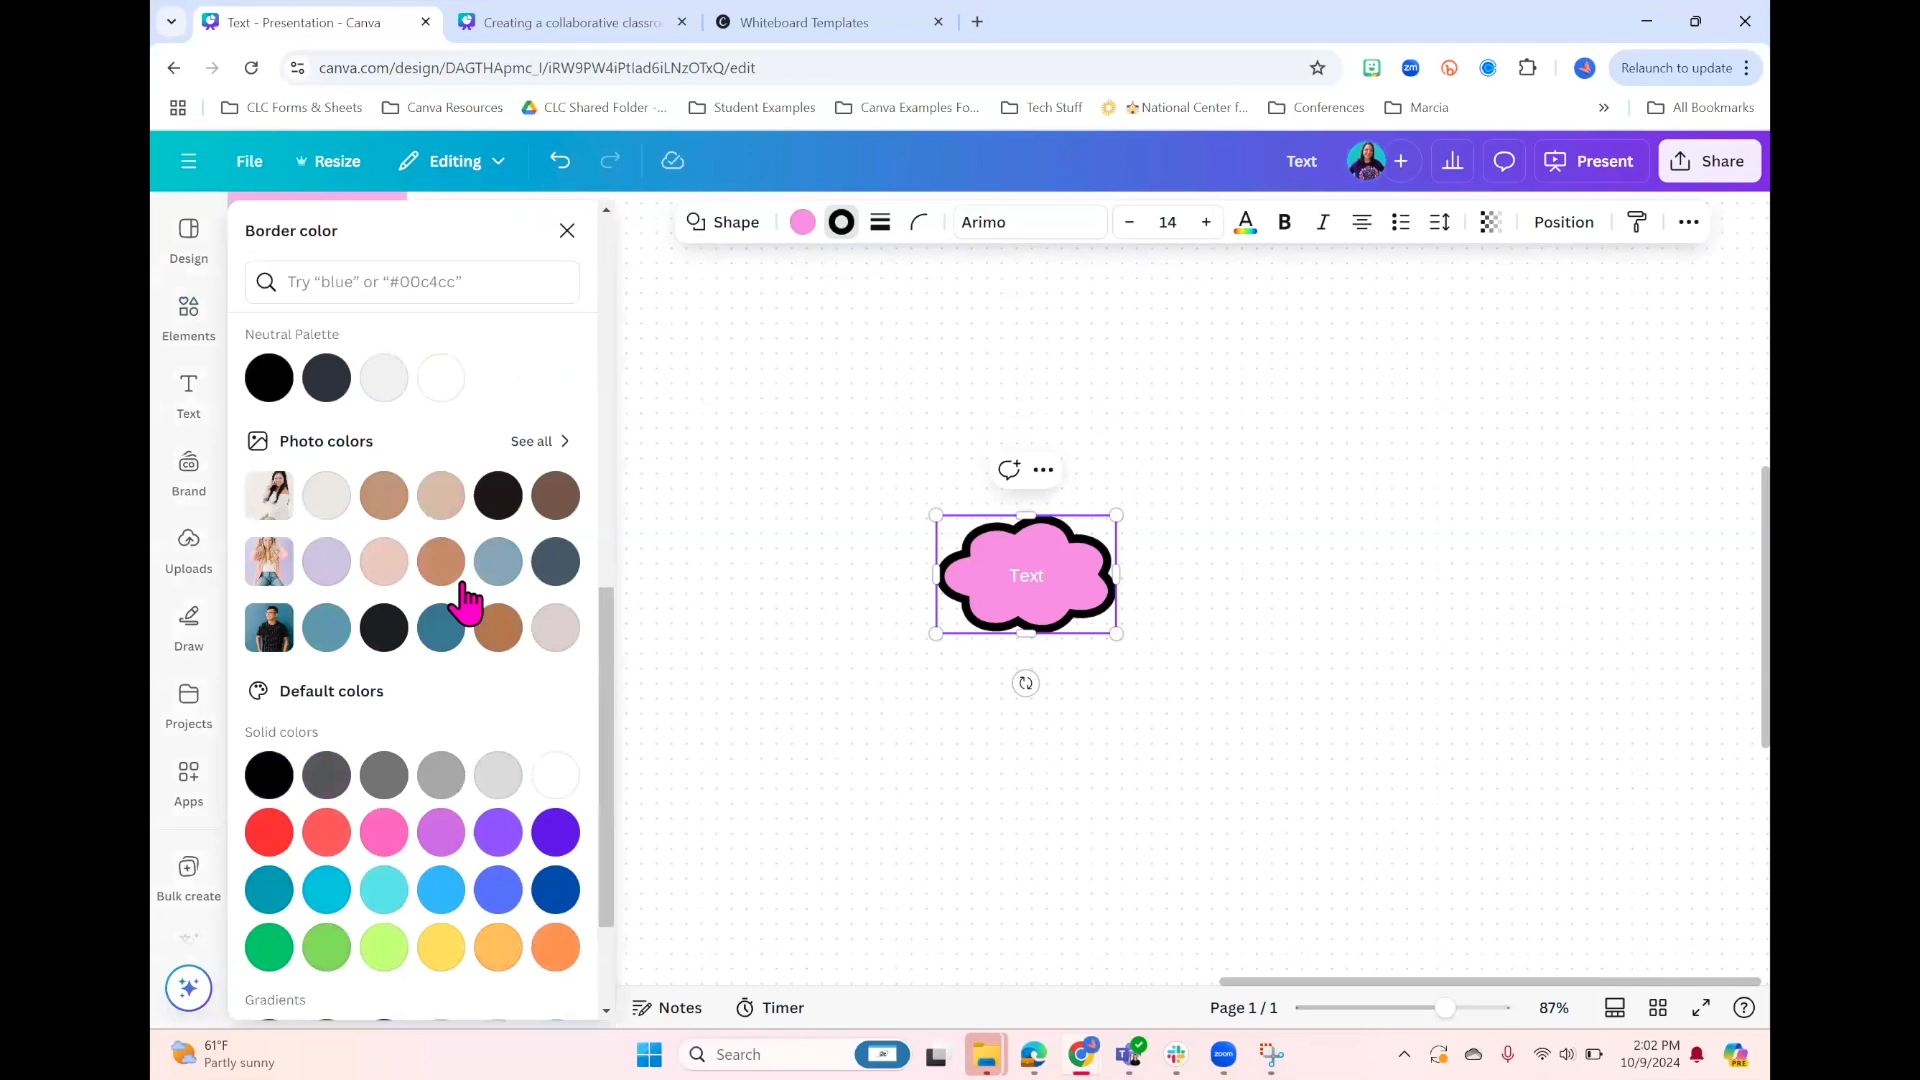 Text - Presentation - Canva
Creating a collaborative classro
Whiteboard Templates
canva.com/design/DAGTHApmc_I/iRW9PW4iPtIad6iLNzOTxQ/edit
zm
Relaunch to update
CLC Forms & Sheets
Canva Resources
CLC Shared Folder -...
Student Examples
Canva Examples Fo...
Tech Stuff
National Center f...
Conferences
Marcia
All Bookmarks
File
Resize
Editing
Text
Present
Share
Border color
Try “blue” or “#00c4cc”
Shape
Arimo
14
A
B
I
Position
Design
Elements
Text
Brand
Uploads
Draw
Projects
Apps
Bulk create
Neutral Palette
Photo colors
See all
Default colors
Solid colors
Gradients
Text
Notes
Timer
Page 1 / 1
87%
61°F
Partly sunny
Search
zoom
2:02 PM
10/9/2024
PRE